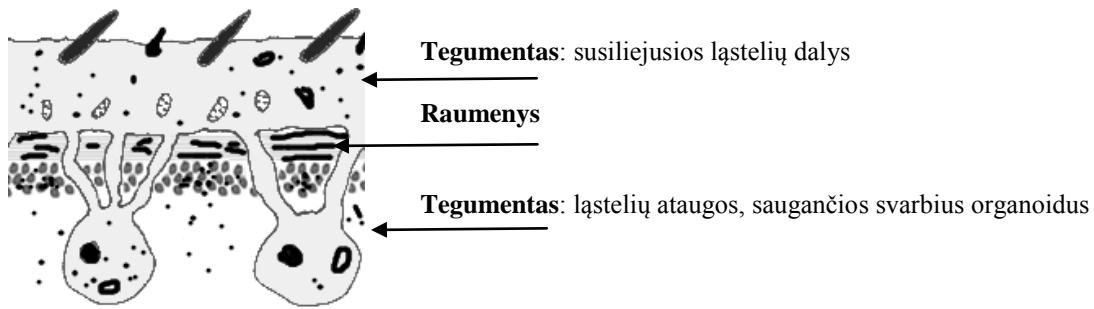 Tegumentas: susiliejusios ląstelių dalys
Raumenys
Tegumentas: ląstelių ataugos, saugančios svarbius organoidus